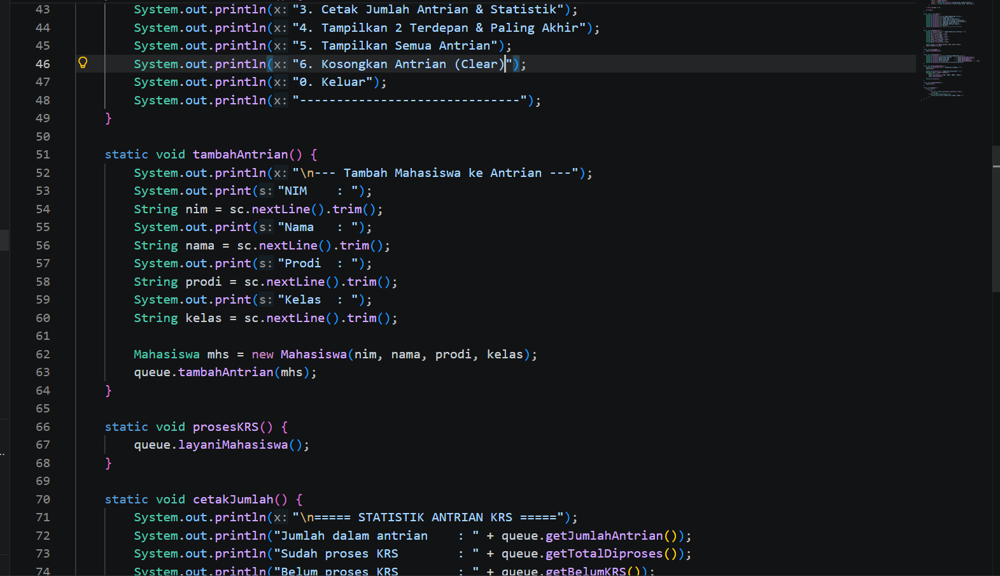 43 System.out.println(x: "3. Cetak Jumlah Antrian & Statistik");
44 System.out.println(x: "4. Tampilkan 2 Terdepan & Paling Akhir");
45 System.out.println(x: "5. Tampilkan Semua Antrian");
46 System.out.println(x: "6. Kosongkan Antrian (Clear)");
47 System.out.println(x: "0. Keluar");
48 System.out.println(x: "------------------------------");
49 }
50
51 static void tambahAntrian() {
52 System.out.println(x: "\n--- Tambah Mahasiswa ke Antrian ---");
53 System.out.print(s: "NIM    : ");
54 String nim = sc.nextLine().trim();
55 System.out.print(s: "Nama   : ");
56 String nama = sc.nextLine().trim();
57 System.out.print(s: "Prodi  : ");
58 String prodi = sc.nextLine().trim();
59 System.out.print(s: "Kelas  : ");
60 String kelas = sc.nextLine().trim();
61
62 Mahasiswa mhs = new Mahasiswa(nim, nama, prodi, kelas);
63 queue.tambahAntrian(mhs);
64 }
65
66 static void prosesKRS() {
67 queue.layaniMahasiswa();
68 }
69
70 static void cetakJumlah() {
71 System.out.println(x: "\n===== STATISTIK ANTRIAN KRS =====");
72 System.out.println("Jumlah dalam antrian    : " + queue.getJumlahAntrian());
73 System.out.println("Sudah proses KRS        : " + queue.getTotalDiproses());
74 System.out.println("Belum proses KRS        : " + queue.getBelumKRS());